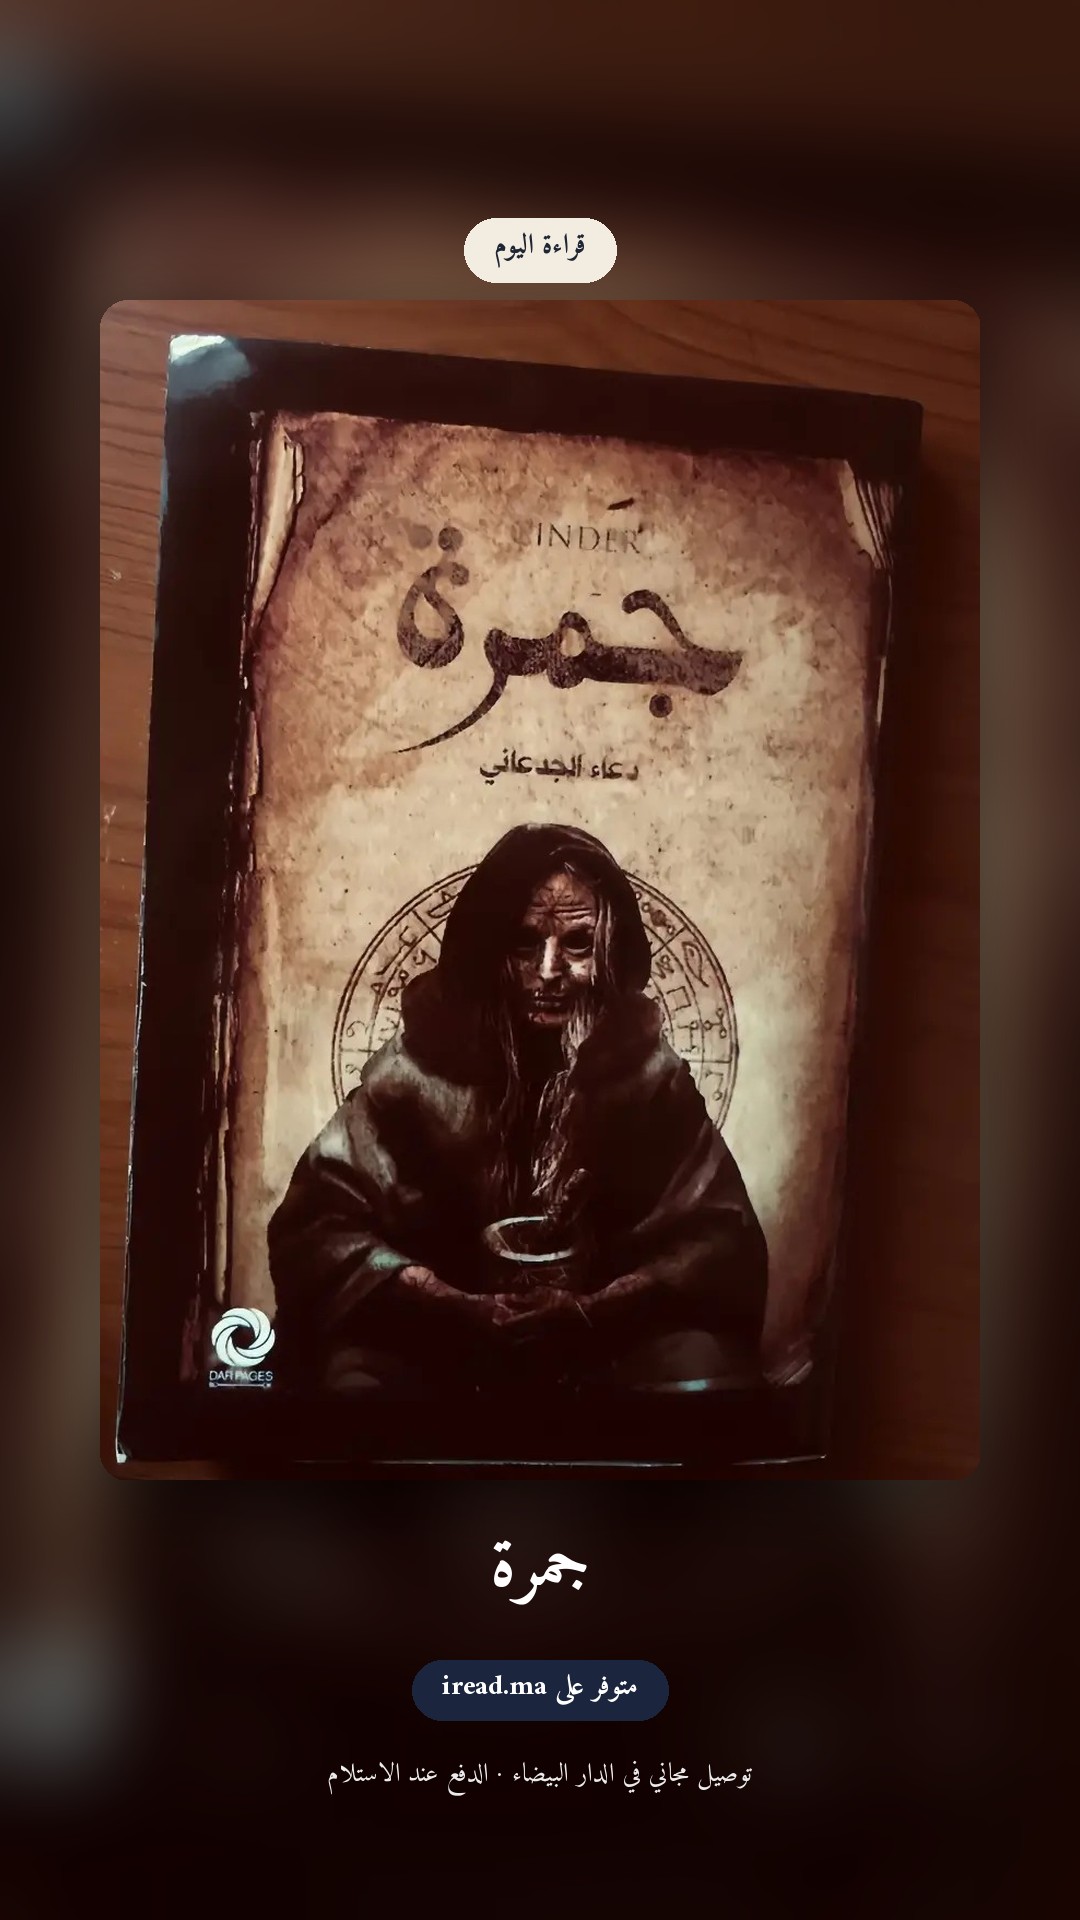 قراءة اليوم
CINDER
جَمرة
دعاء الجدعاني
DAR PAGES
جمرة
متوفر على iread.ma
توصيل مجاني في الدار البيضاء · الدفع عند الاستلام